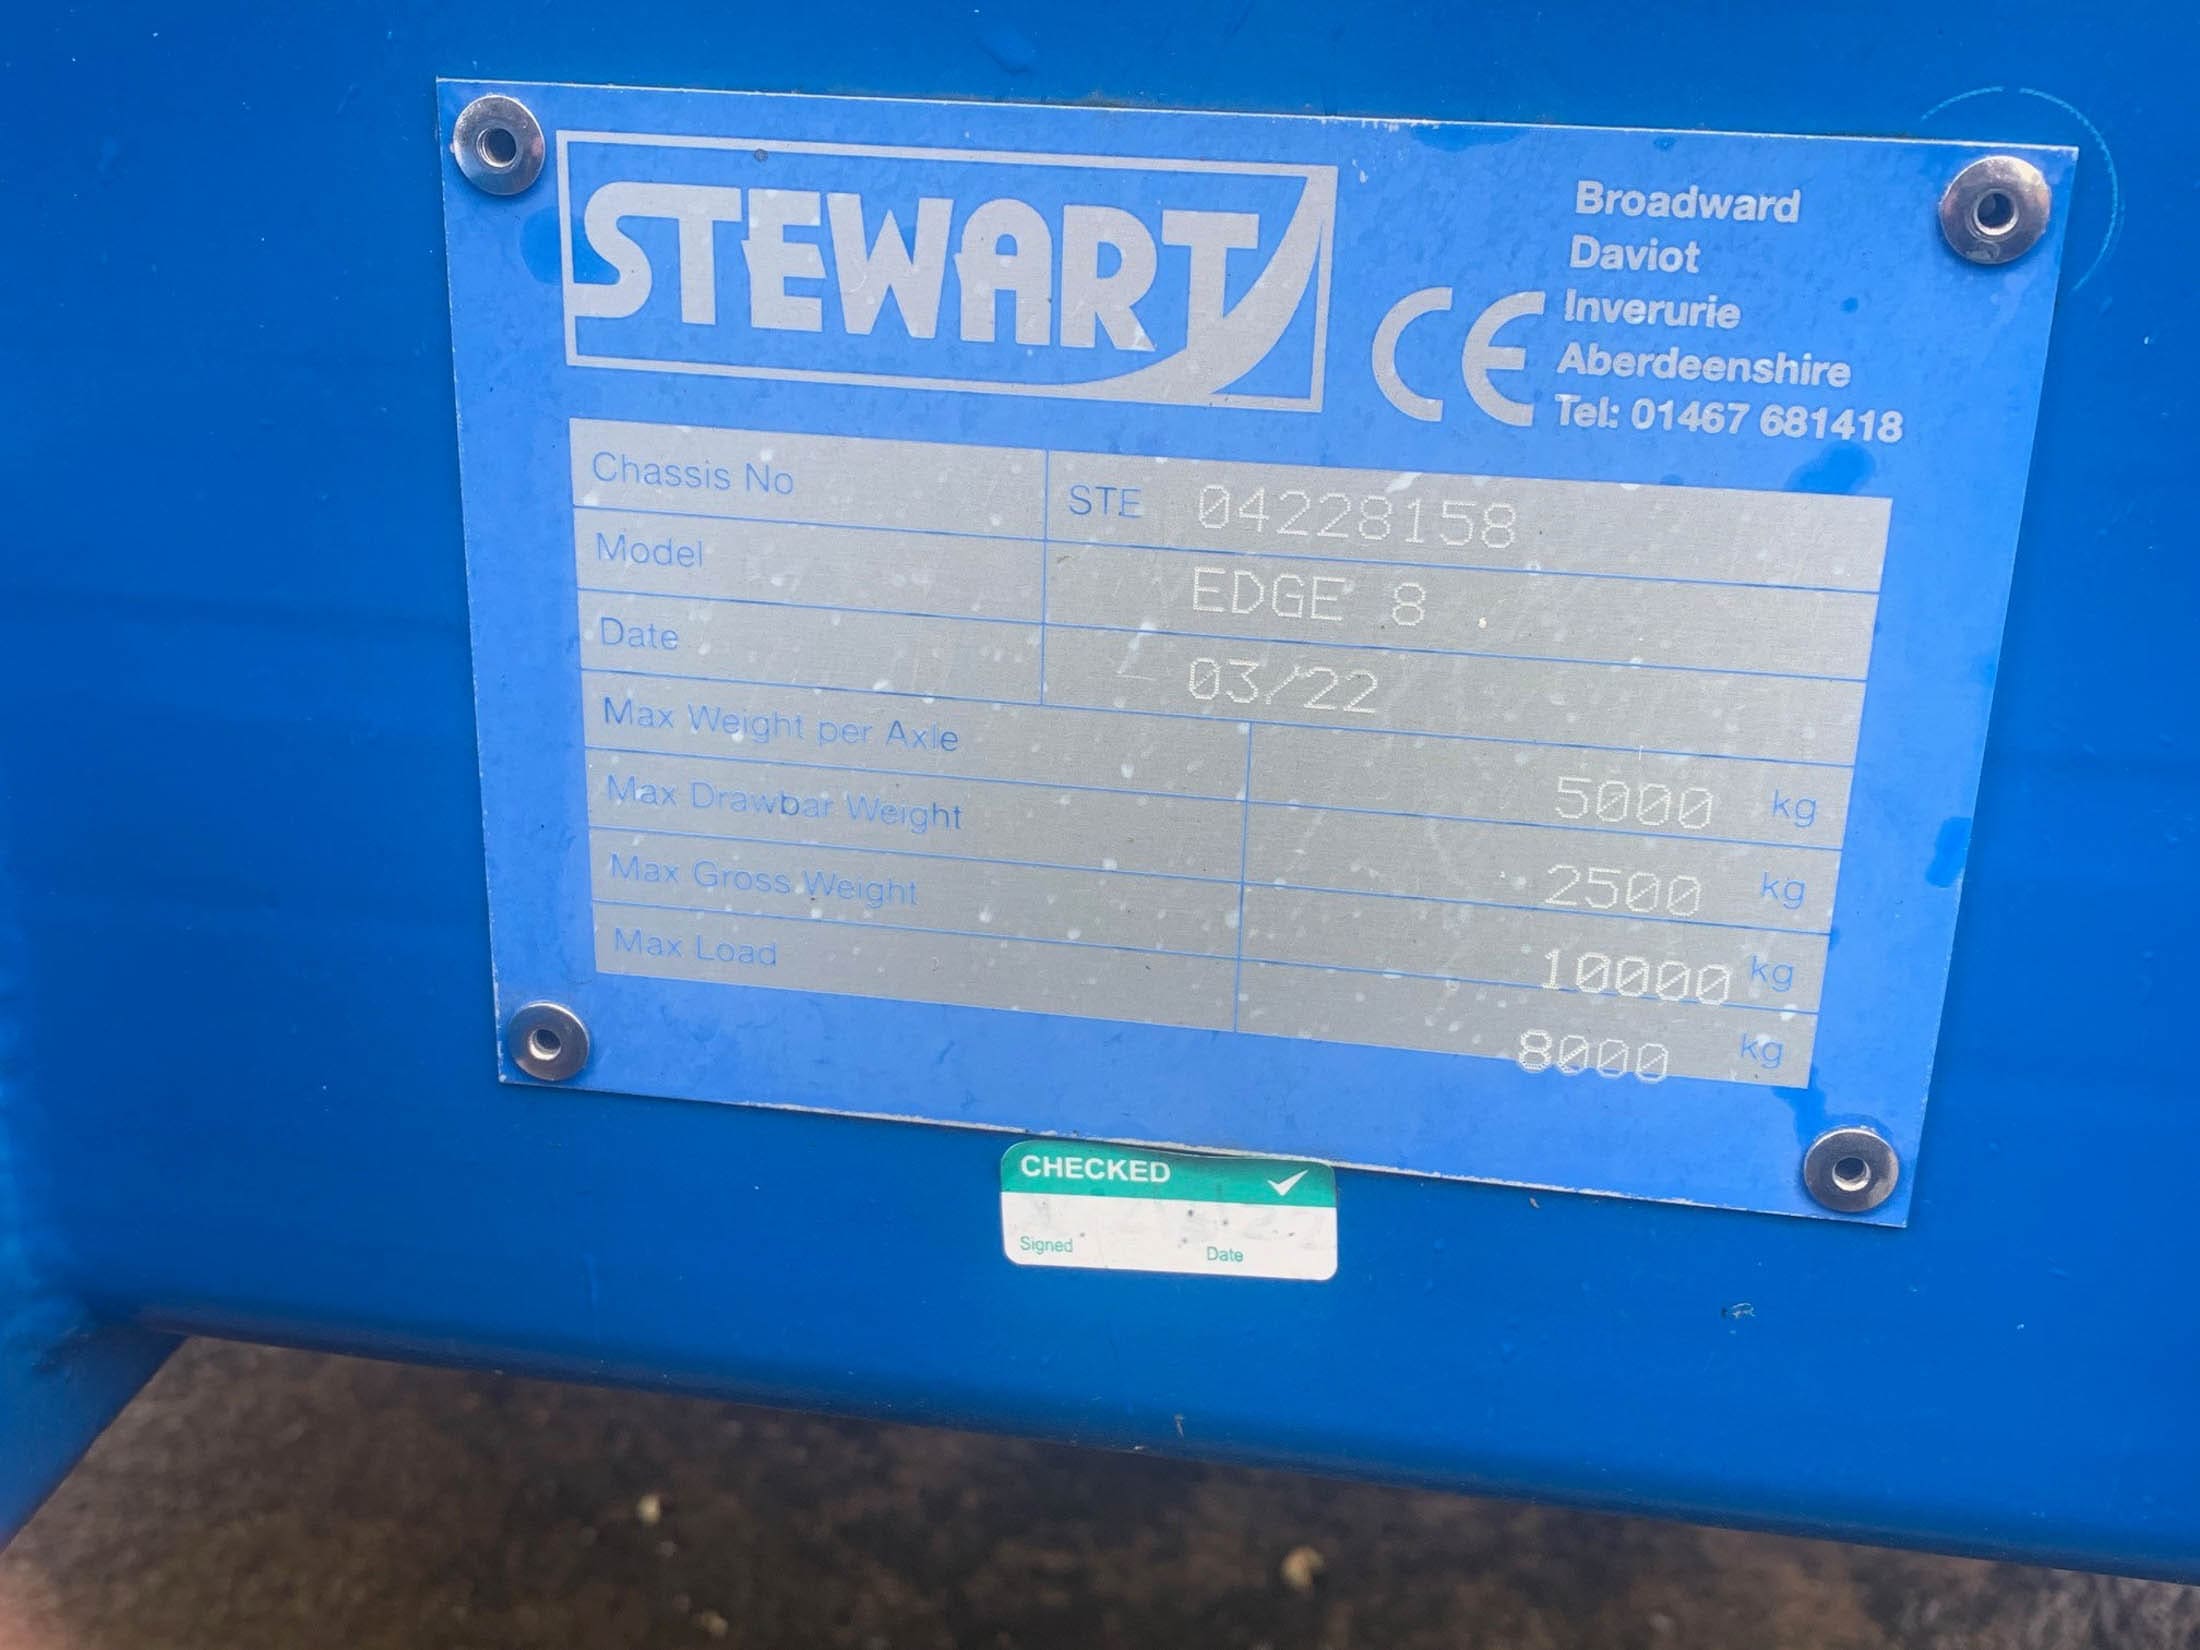 STEWART
CE
Broadward
Daviot
Inverurie
Aberdeenshire
Tel: 01467 681418
Chassis No STE 04228158
Model EDGE 8
Date 03/22
Max Weight per Axle 5000 kg
Max Drawbar Weight 2500 kg
Max Gross Weight 10000 kg
Max Load 8000 kg
CHECKED
Signed Date